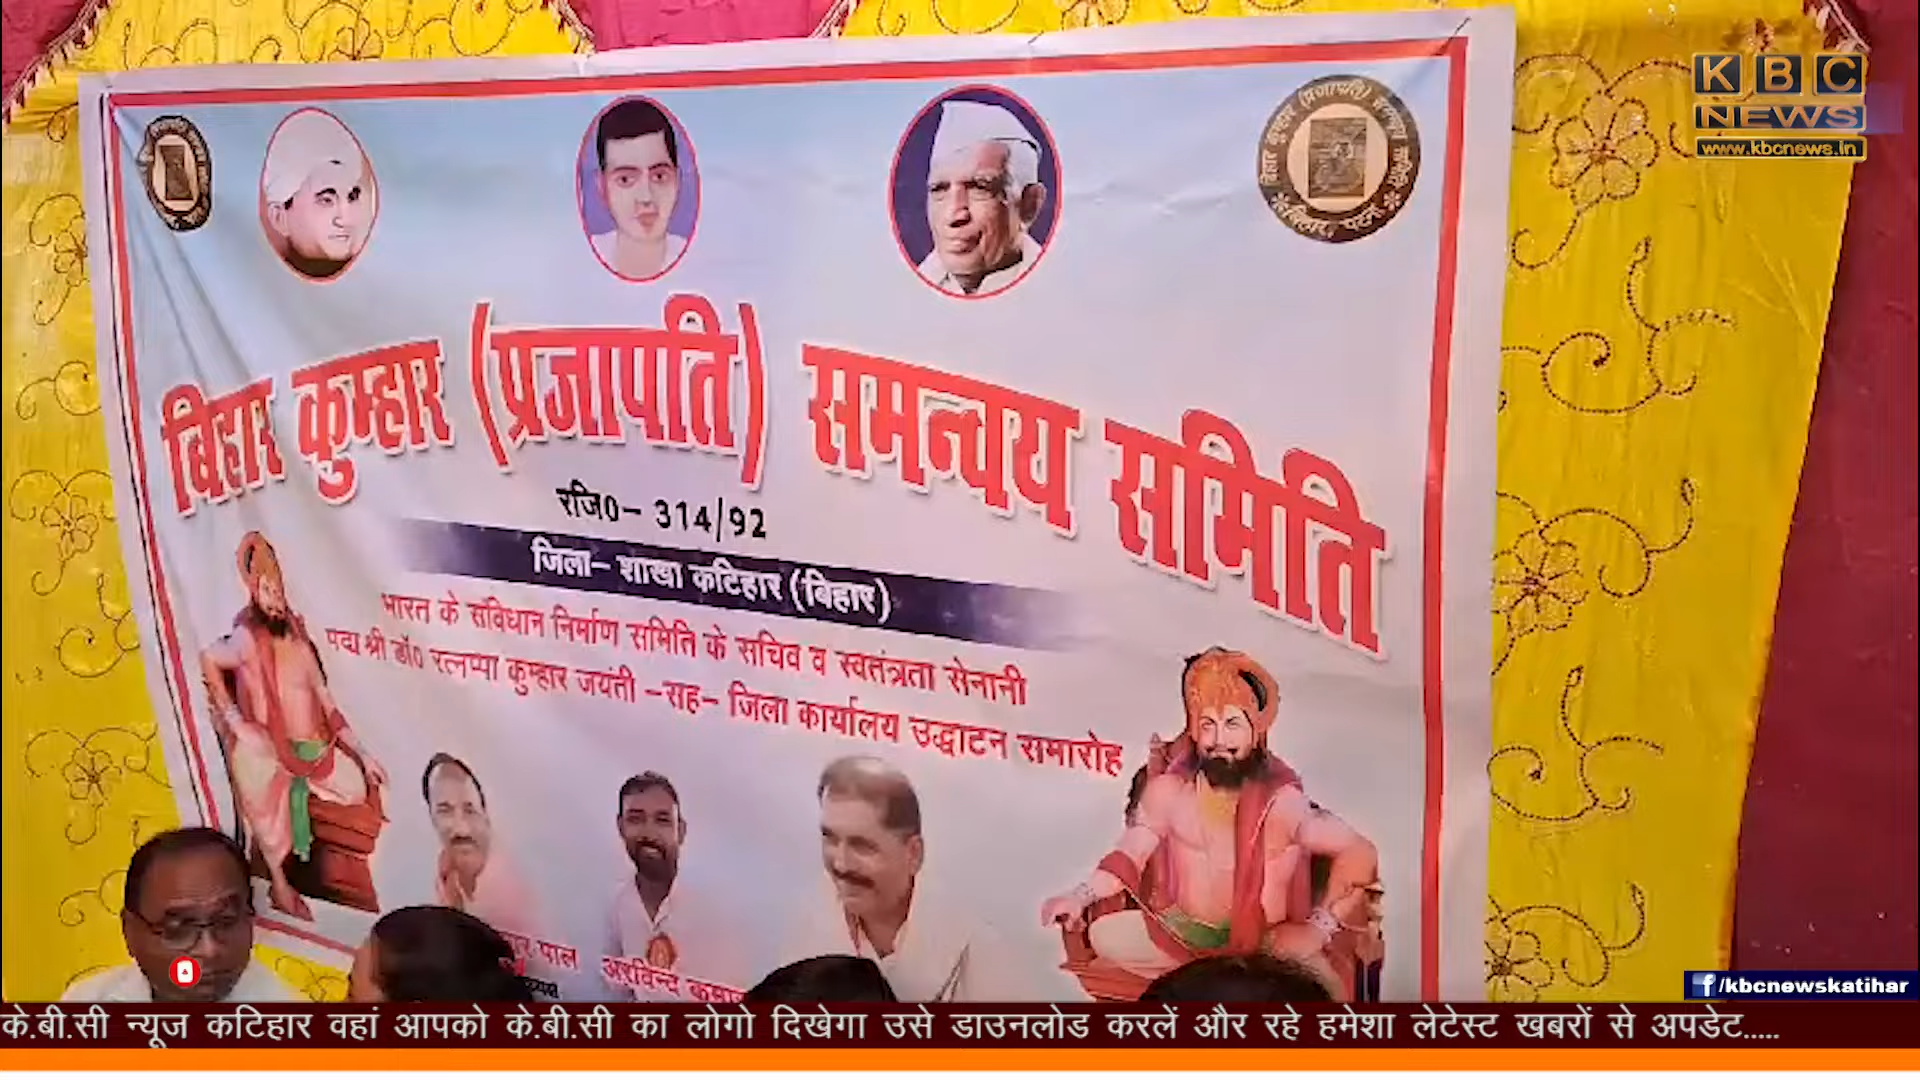 KBC
NEWS
www.kbcnews.in
बिहार कुम्हार (प्रजापति) समन्वय समिति
रजि0- 314/92
जिला- शाखा कटिहार (बिहार)
भारत के संविधान निर्माण समिति के सचिव व स्वतंत्रता सेनानी
पद्म श्री डॉ0 रत्नप्पा कुम्हार जयंती -सह- जिला कार्यालय उद्घाटन समारोह
पाल
अरविन्द
f/kbcnewskatihar
के.बी.सी न्यूज कटिहार वहां आपको के.बी.सी का लोगो दिखेगा उसे डाउनलोड करलें और रहे हमेशा लेटेस्ट खबरों से अपडेट.....